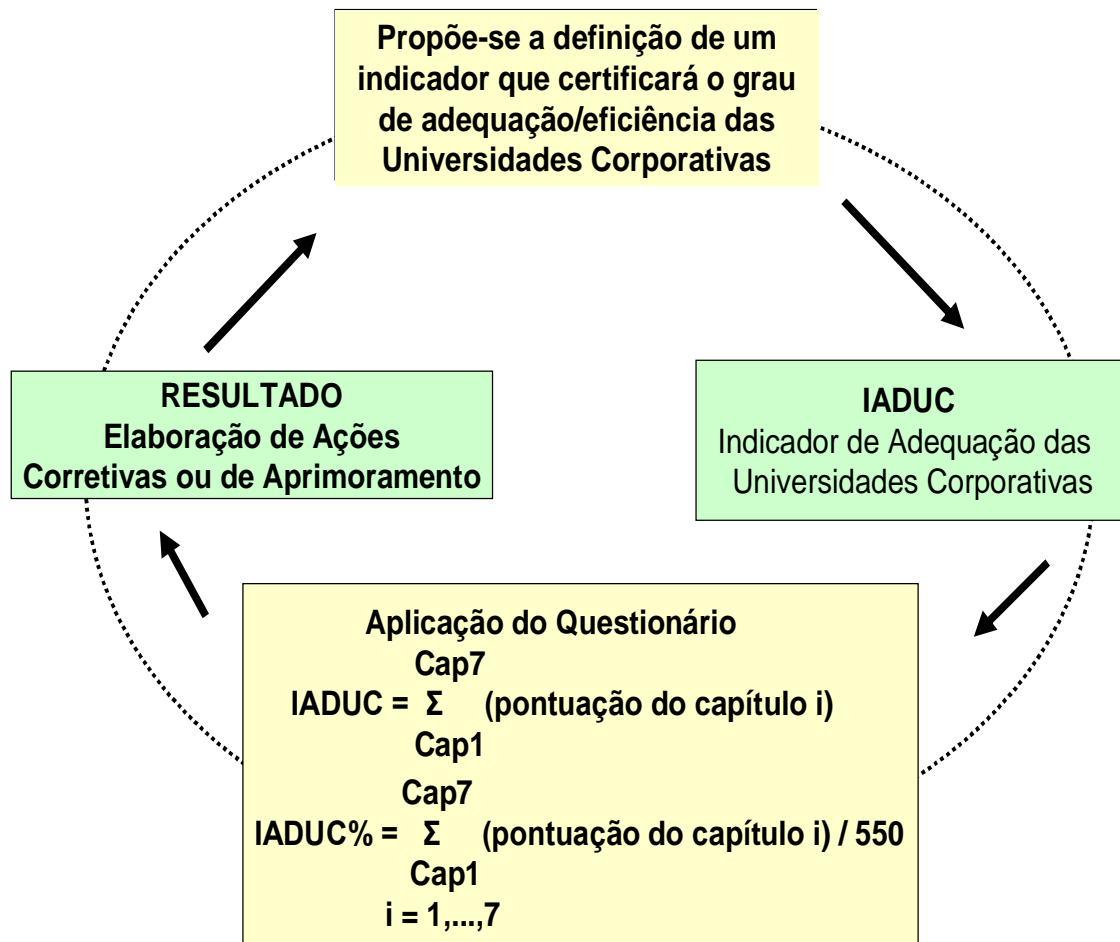 Propõe-se a definição de um
indicador que certificará o grau
de adequação/eficiência das
Universidades Corporativas
IADUC
Indicador de Adequação das
Universidades Corporativas
Aplicação do Questionário
Cap7
IADUC = Σ (pontuação do capítulo i)
Cap1
Cap7
IADUC% = Σ (pontuação do capítulo i) / 550
Cap1
i = 1,...,7
RESULTADO
Elaboração de Ações
Corretivas ou de Aprimoramento